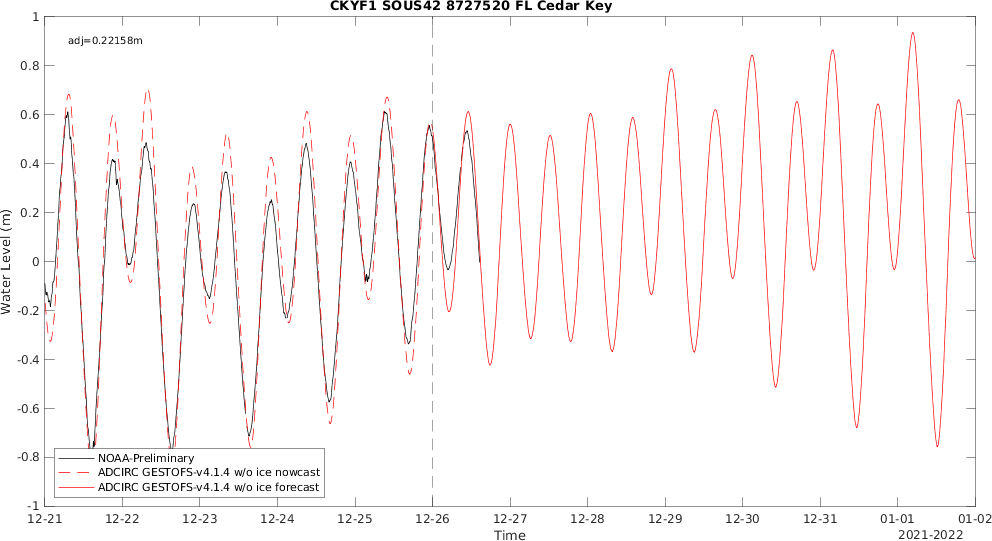 CKYF1 SOUS42 8727520 FL Cedar Key
adj=0.22158m
1
0.8
0.6
0.4
0.2
0
-0.2
-0.4
-0.6
-0.8
-1
Water Level (m)
NOAA-Preliminary
ADCIRC GESTOFS-v4.1.4 w/o ice nowcast
ADCIRC GESTOFS-v4.1.4 w/o ice forecast
12-21 12-22 12-23 12-24 12-25 12-26 12-27 12-28 12-29 12-30 12-31 01-01 01-02
Time
2021-2022